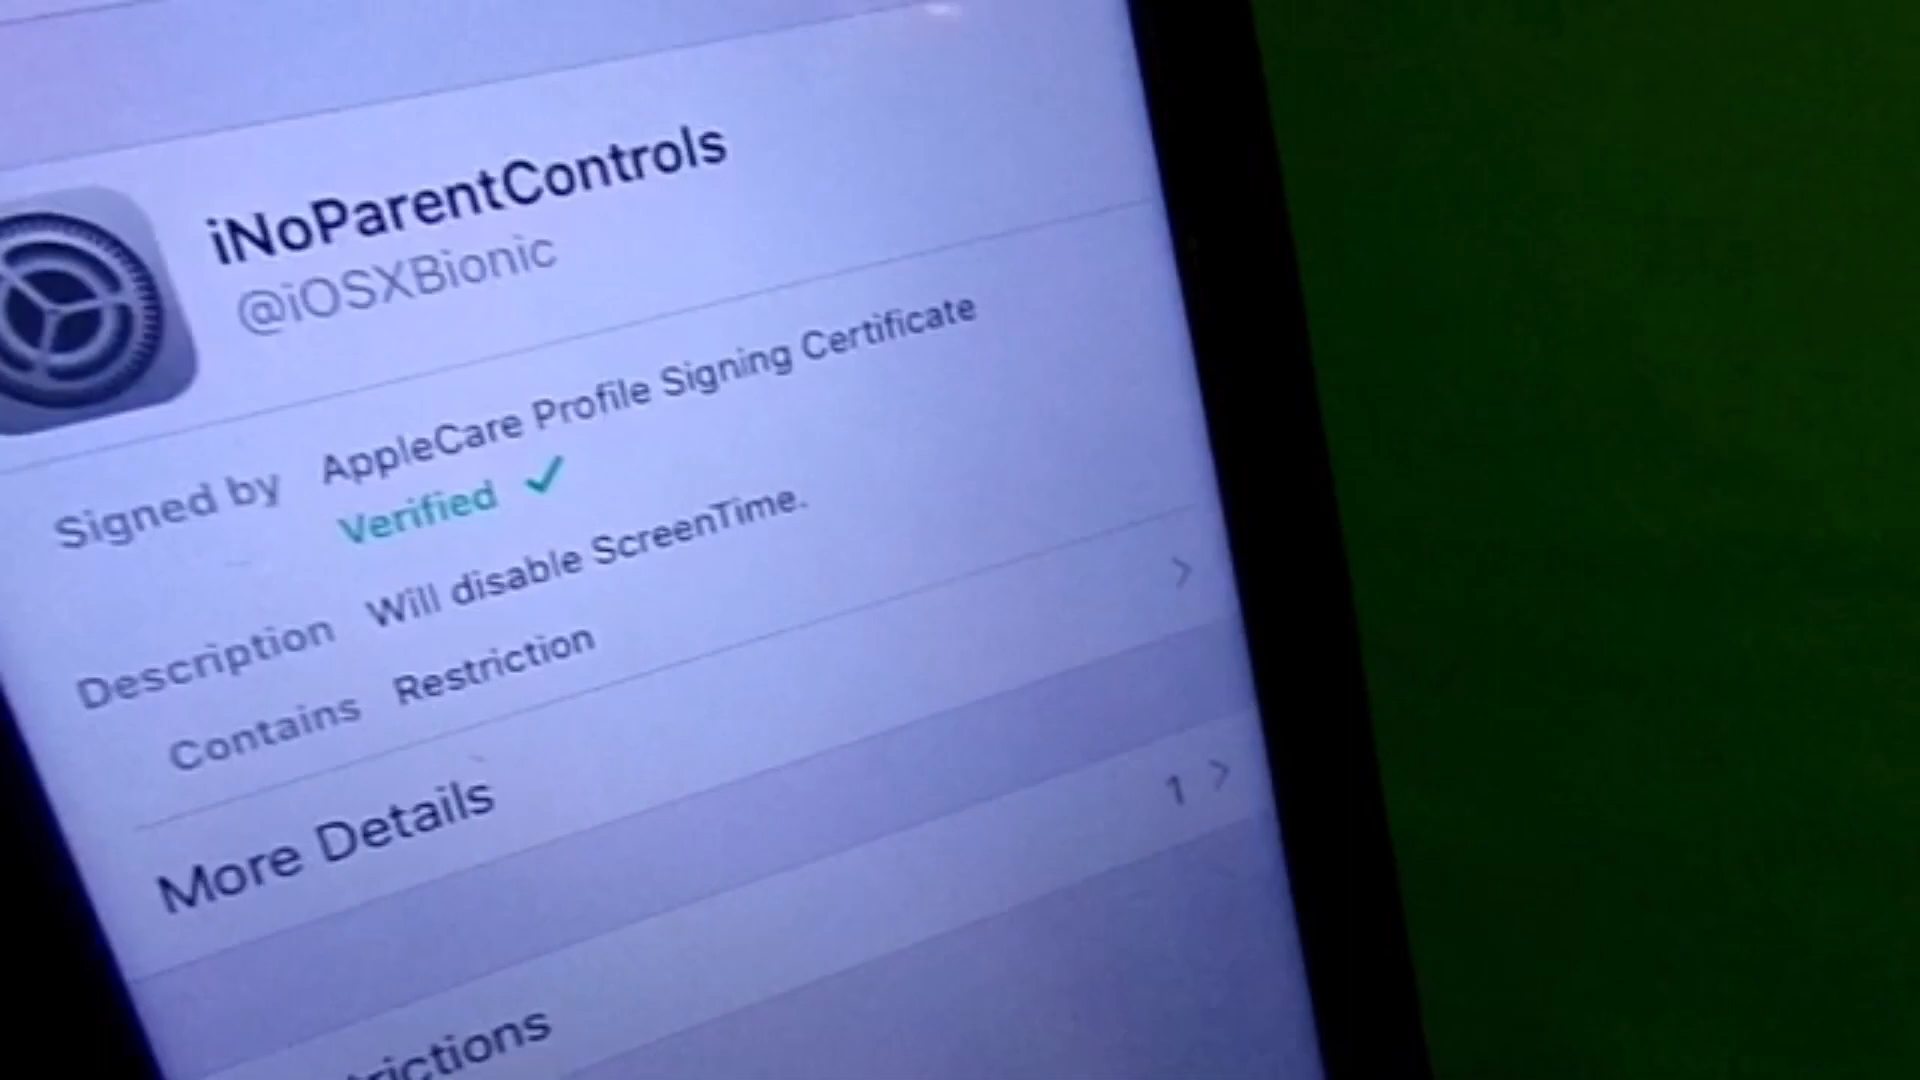 iNoParentControls
@iOSXBionic
Signed by AppleCare Profile Signing Certificate
Verified ✓
Description Will disable ScreenTime.
Contains Restriction
More Details
1